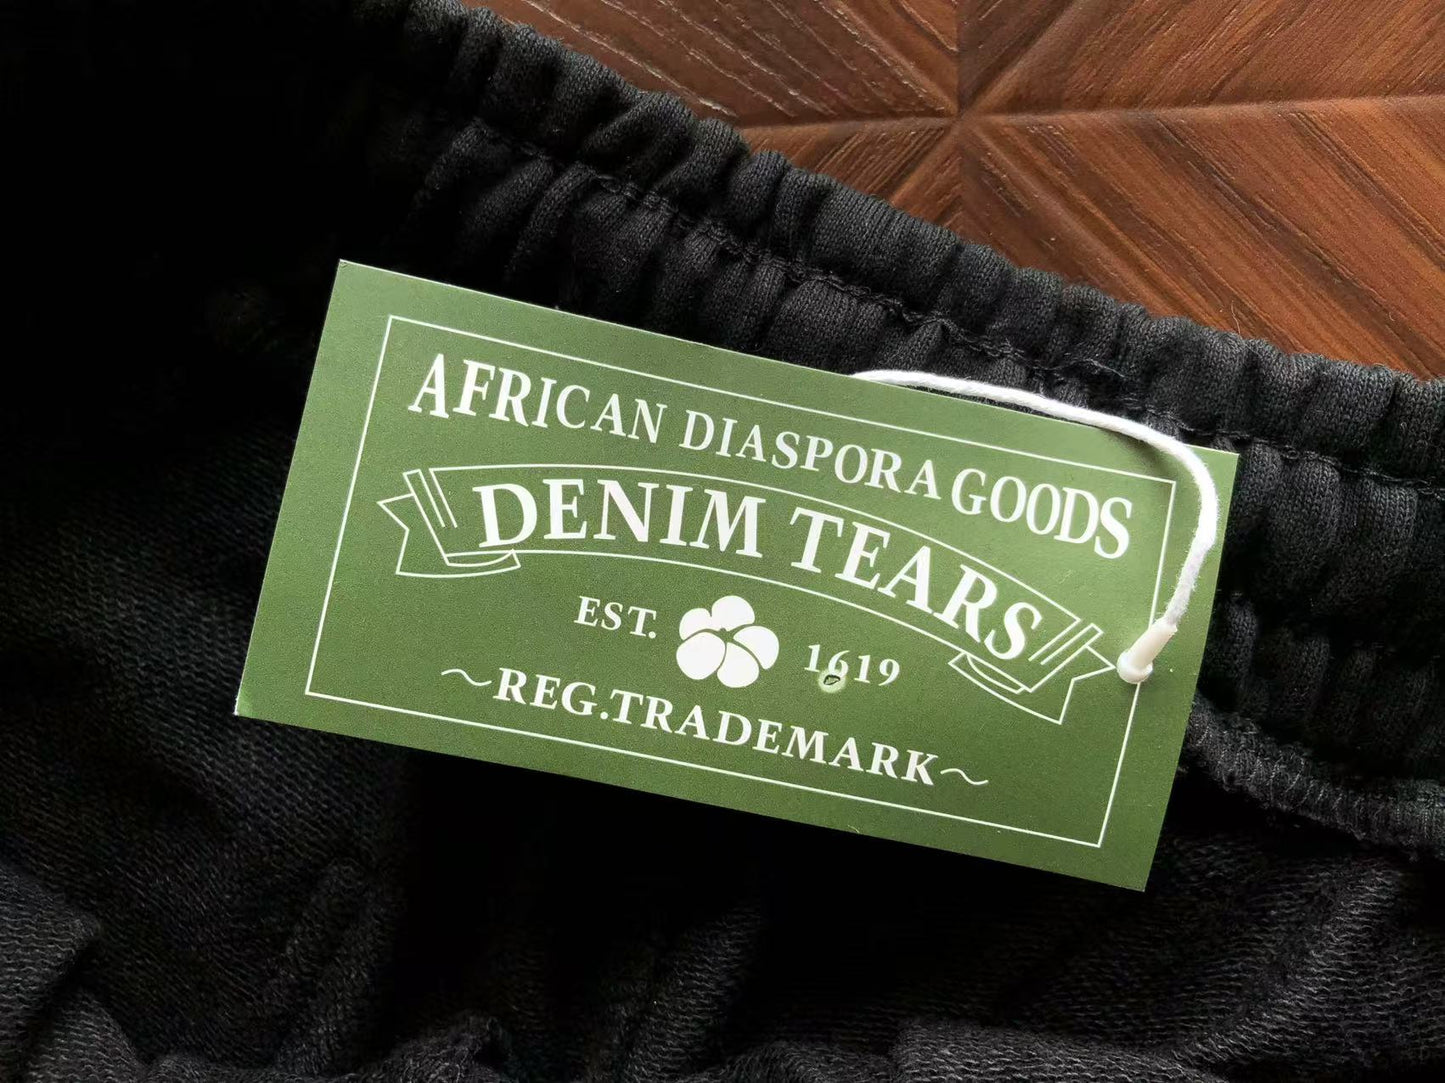 AFRICAN DIASPORA GOODS
DENIM TEARS
EST. 1619
~REG.TRADEMARK~